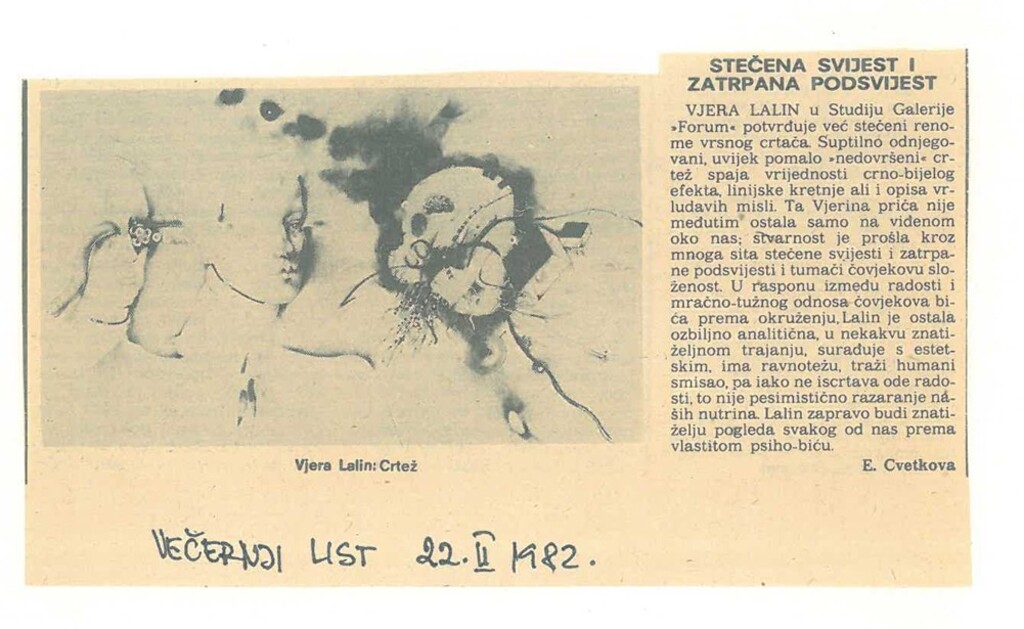 STEČENA SVIJEST I
ZATRPANA PODSVIJEST
VJERA LALIN u Studiju Galerije
»Forum« potvrđuje već stečeni reno-
me vrsnog crtača. Suptilno odnjego-
vani, uvijek pomalo »nedovršeni« cr-
tež spaja vrijednosti crno-bijelog
efekta, linijske kretnje ali i opisa vr-
ludavih misli. Ta Vjerina priča nije
međutim ostala samo na viđenom
oko nas; stvarnost je prošla kroz
mnoga sita stečene svijesti i zatrpa-
ne podsvijesti i tumači čovjekovu slo-
ženost. U rasponu između radosti i
mračno-tužnog odnosa čovjekova bi-
ća prema okruženju, Lalin je ostala
ozbiljno analitična, u nekakvu znati-
željnom trajanju, surađuje s estet-
skim, ima ravnotežu, traži humani
smisao, pa iako ne iscrtava ode rado-
sti, to nije pesimistično razaranje na-
ših nutrina. Lalin zapravo budi znati-
želju pogleda svakog od nas prema
vlastitom psiho-biću.
E. Cvetkova
Vjera Lalin: Crtež
VEČERNJI LIST 22. II 1982.